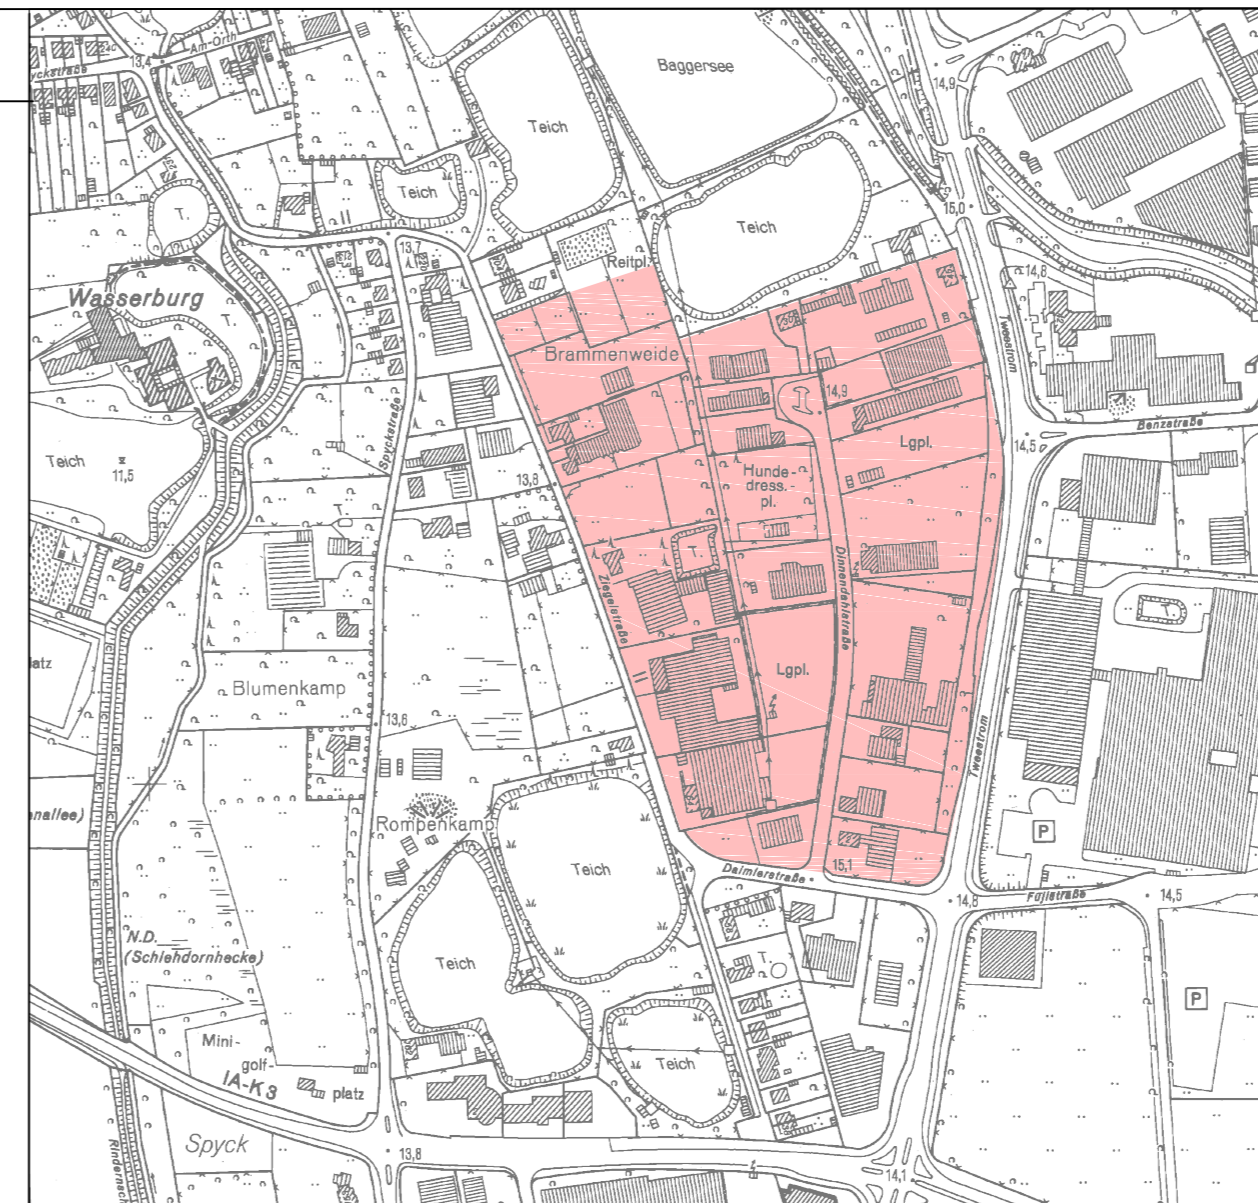 Am-Orth
13,4
yckstraße
Baggersee
14,9
Teich
Teich
T.
15,0
Teich
13,7
Reitpl.
14,8
Wasserburg
T.
Tweestrom
Brammenweide
14,9
Benzstraße
Spyckstraße
Lgpl.
14,5
Teich
11,5
Hunde-
dress.-
pl.
13,8
T.
T.
Dinnendahlstraße
Ziegelstraße
latz
Lgpl.
Blumenkamp
13,6
Tweestrom
nallee)
Rompenkamp
P
Teich
15,1
Daimlerstraße
14,8
Fujistraße
14,5
N.D.
(Schlehdornhecke)
Teich
T.
P
Mini-
golf-
platz
IA-K3
Teich
Spyck
13,8
14,1